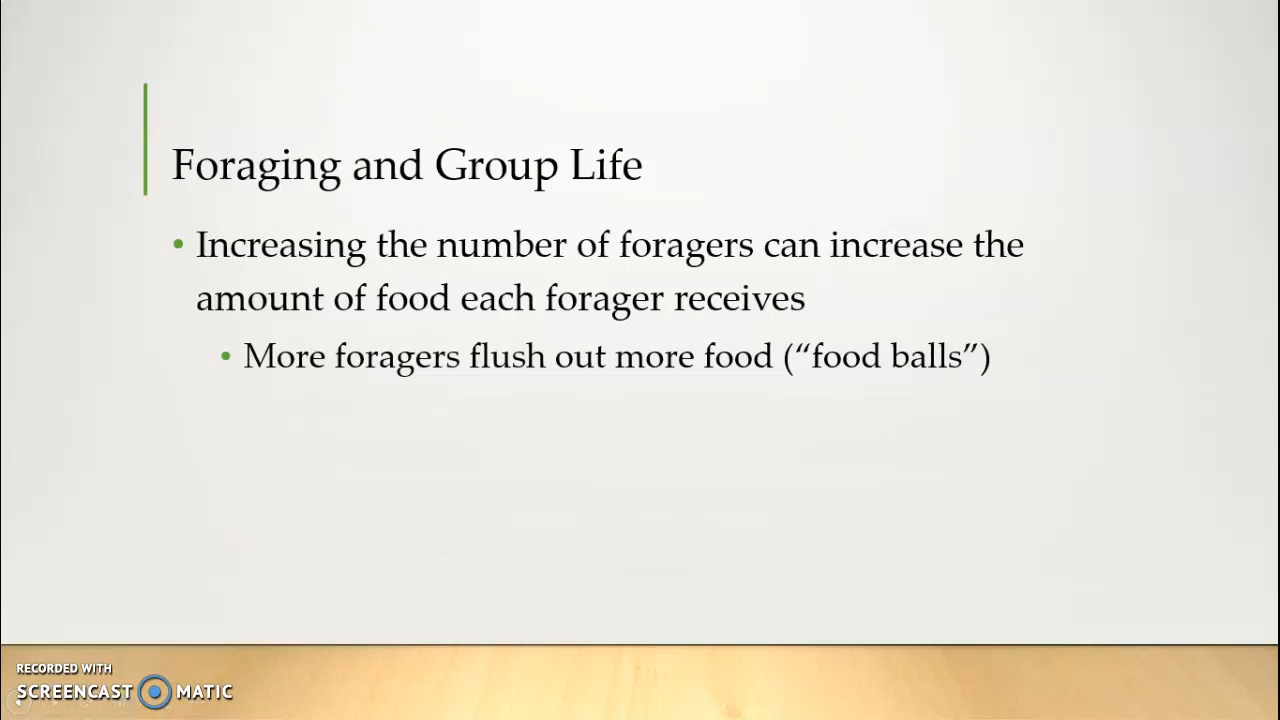 Foraging and Group Life
• Increasing the number of foragers can increase the
amount of food each forager receives
• More foragers flush out more food (“food balls”)
RECORDED WITH
SCREENCAST MATIC